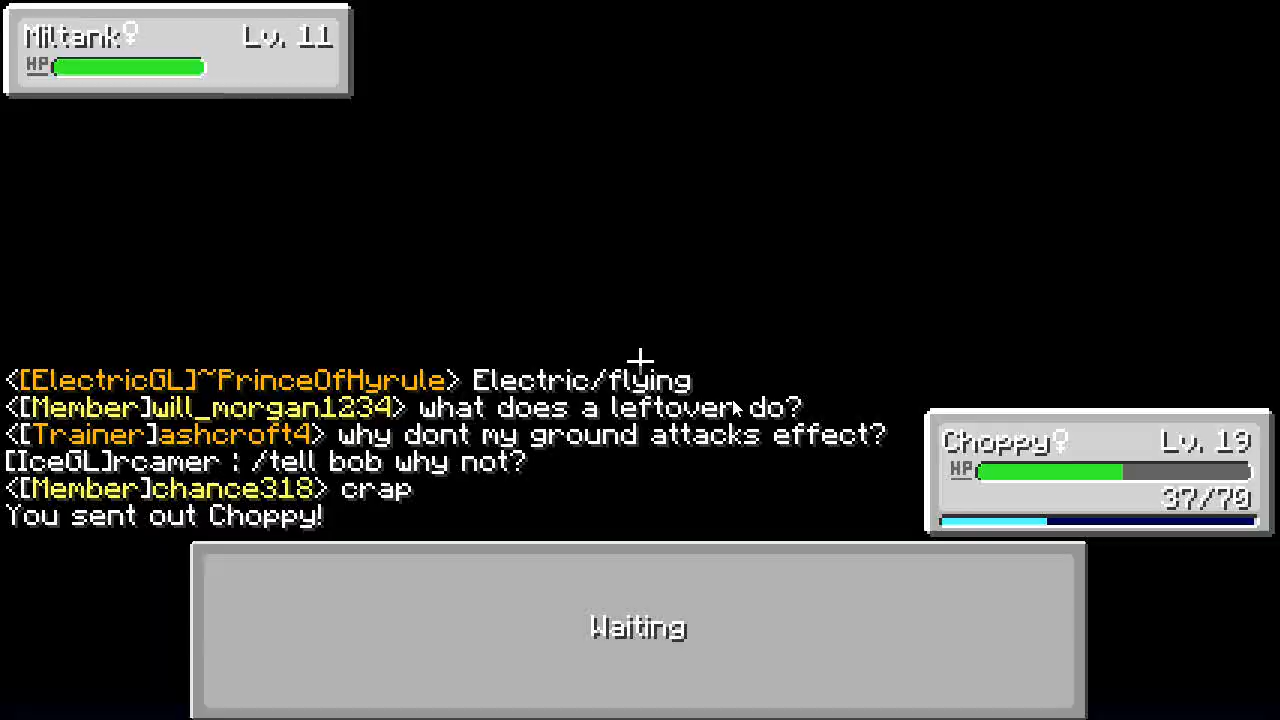 Miltank♀ Lv. 11
HP
<[ElectricGL]~PrinceOfHyrule> Electric/flying
<[Member]will_morgan1234> what does a leftover do?
<[Trainer]ashcroft4> why dont my ground attacks effect?
[IceGL]rcamer : /tell bob why not?
<[Member]chance318> crap
You sent out Choppy!
Choppy♀ Lv. 19
HP
37/79
Waiting